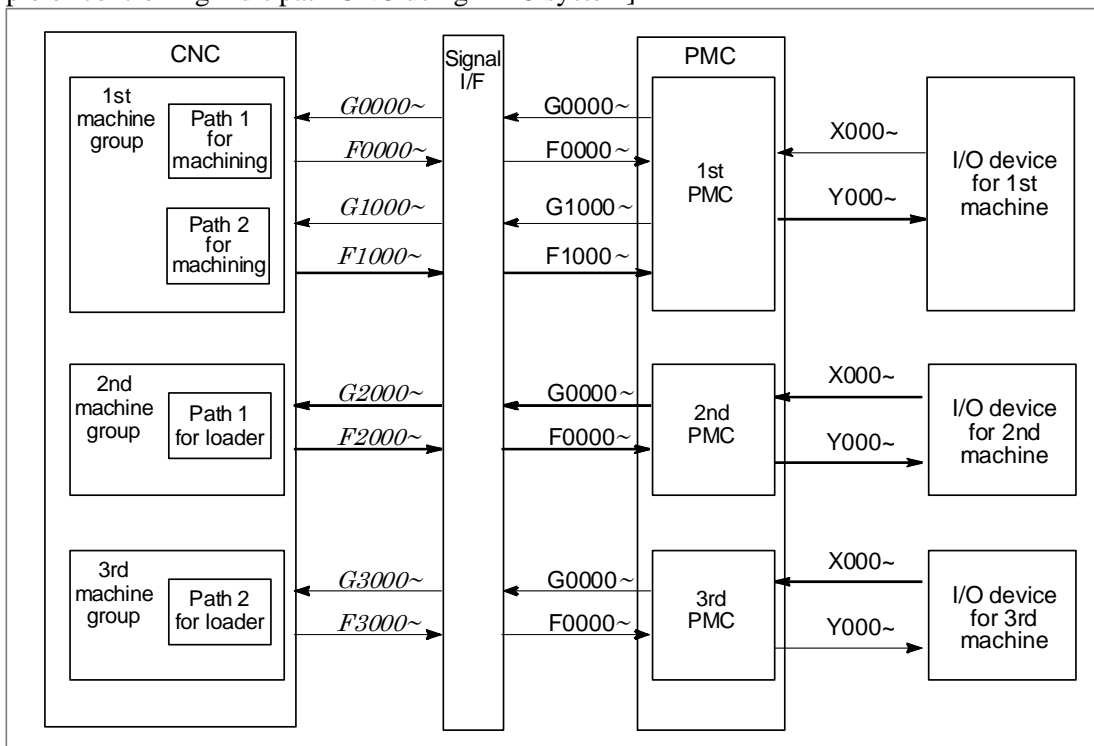 CNC
Signal
I/F
PMC
1st
machine
group
Path 1
for
machining
Path 2
for
machining
G0000~
F0000~
G1000~
F1000~
G0000~
F0000~
G1000~
F1000~
1st
PMC
X000~
Y000~
I/O device
for 1st
machine
2nd
machine
group
Path 1
for loader
G2000~
F2000~
G0000~
F0000~
2nd
PMC
X000~
Y000~
I/O device
for 2nd
machine
3rd
machine
group
Path 2
for loader
G3000~
F3000~
G0000~
F0000~
3rd
PMC
X000~
Y000~
I/O device
for 3rd
machine